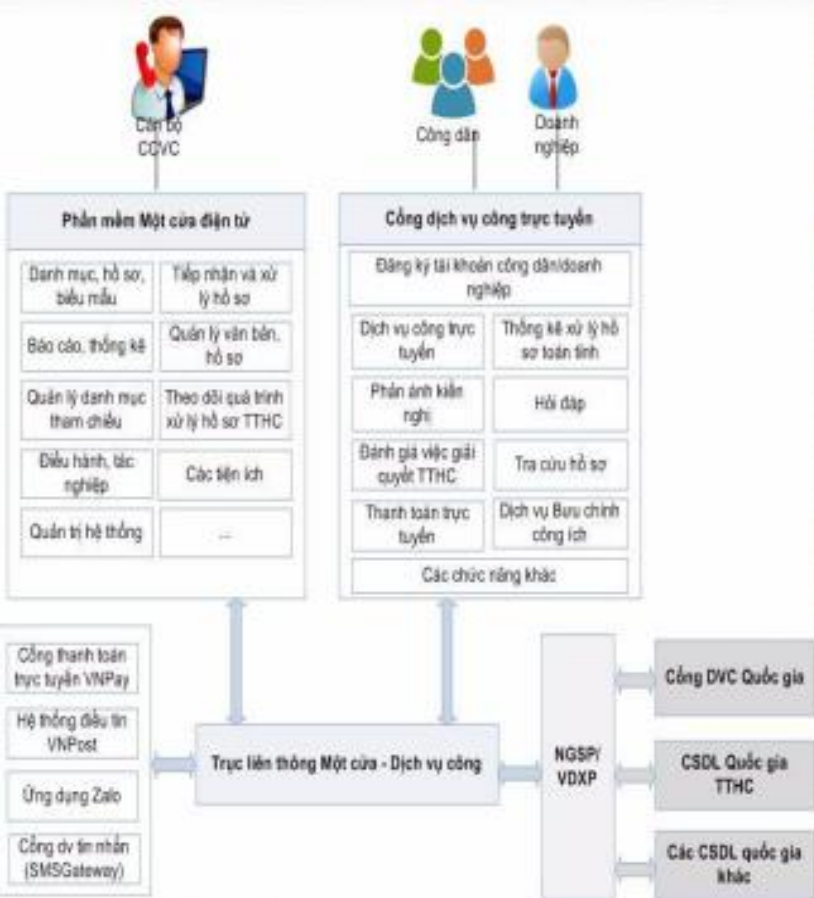 Cán bộ
CCVC
Công dân
Doanh
nghiệp
Phần mềm Một cửa điện tử
Danh mục, hồ sơ,
biểu mẫu
Tiếp nhận và xử
lý hồ sơ
Báo cáo, thống kê
Quản lý văn bản,
hồ sơ
Quản lý danh mục
tham chiếu
Theo dõi quá trình
xử lý hồ sơ TTHC
Điều hành, tác
nghiệp
Các tiện ích
Quản trị hệ thống
...
Cổng dịch vụ công trực tuyến
Đăng ký tài khoản công dân/doanh
nghiệp
Dịch vụ công trực
tuyến
Thống kê xử lý hồ
sơ toàn tỉnh
Phản ánh kiến
nghị
Hỏi đáp
Đánh giá việc giải
quyết TTHC
Tra cứu hồ sơ
Thanh toán trực
tuyến
Dịch vụ Bưu chính
công ích
Các chức năng khác
Cổng thanh toán
trực tuyến VNPay
Hệ thống điều tin
VNPost
Ứng dụng Zalo
Cổng dv tin nhắn
(SMSGateway)
Trục liên thông Một cửa - Dịch vụ công
NGSP/
VDXP
Cổng DVC Quốc gia
CSDL Quốc gia
TTHC
Các CSDL quốc gia
khác